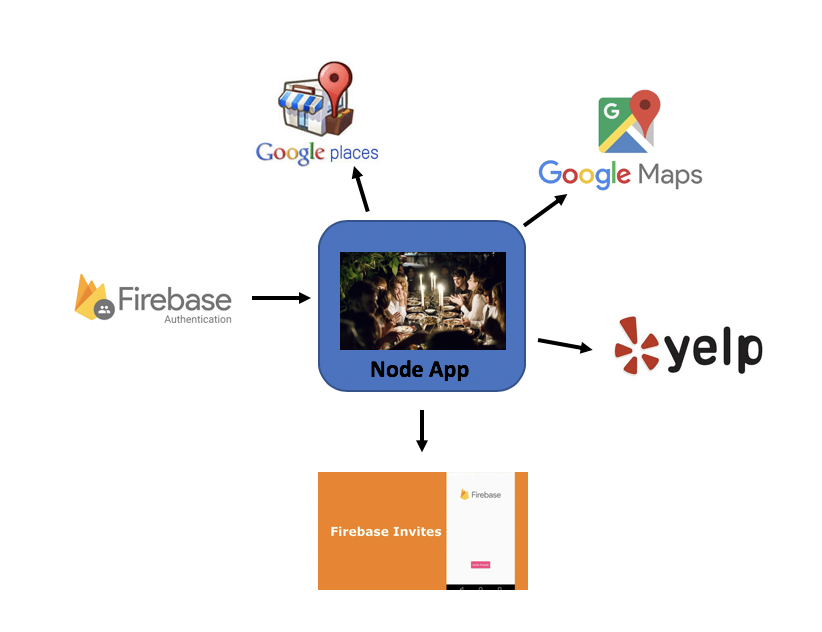 Google places
G
Google Maps
Firebase
Authentication
yelp
Node App
Firebase
Firebase Invites